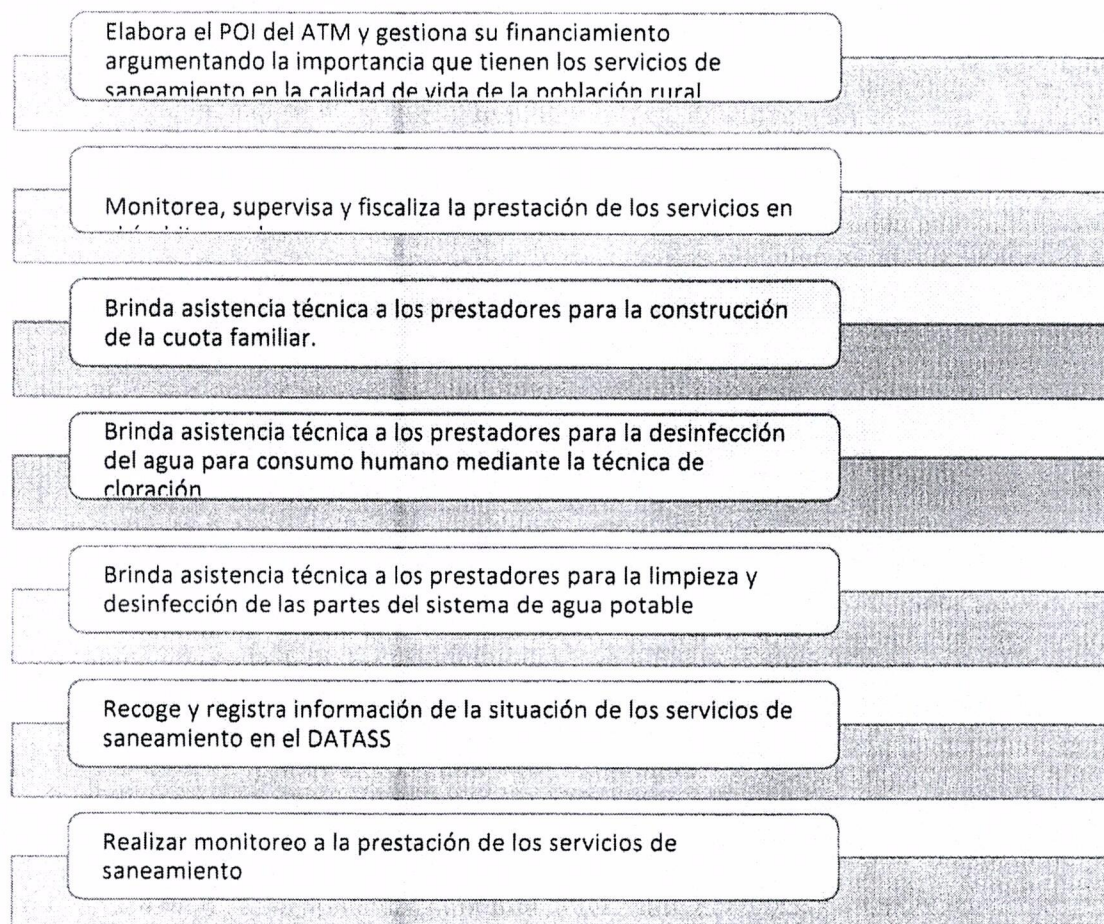 Elabora el POI del ATM y gestiona su financiamiento
argumentando la importancia que tienen los servicios de
saneamiento en la calidad de vida de la población rural
Monitorea, supervisa y fiscaliza la prestación de los servicios en
Brinda asistencia técnica a los prestadores para la construcción
de la cuota familiar.
Brinda asistencia técnica a los prestadores para la desinfección
del agua para consumo humano mediante la técnica de
cloración
Brinda asistencia técnica a los prestadores para la limpieza y
desinfección de las partes del sistema de agua potable
Recoge y registra información de la situación de los servicios de
saneamiento en el DATASS
Realizar monitoreo a la prestación de los servicios de
saneamiento